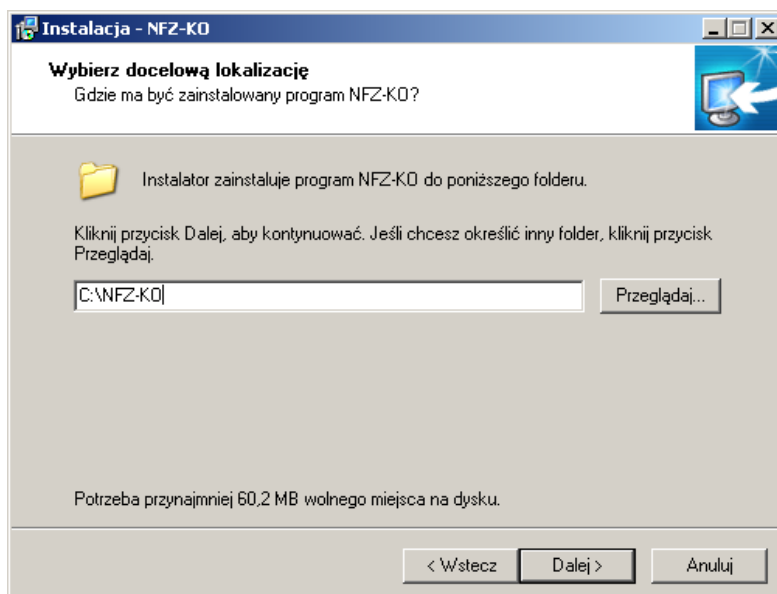 Instalacja - NFZ-KO
Wybierz docelową lokalizację
Gdzie ma być zainstalowany program NFZ-KO?
Instalator zainstaluje program NFZ-KO do poniższego folderu.
Kliknij przycisk Dalej, aby kontynuować. Jeśli chcesz określić inny folder, kliknij przycisk
Przeglądaj.
C:\NFZ-KO
Przeglądaj...
Potrzeba przynajmniej 60,2 MB wolnego miejsca na dysku.
< Wstecz
Dalej >
Anuluj